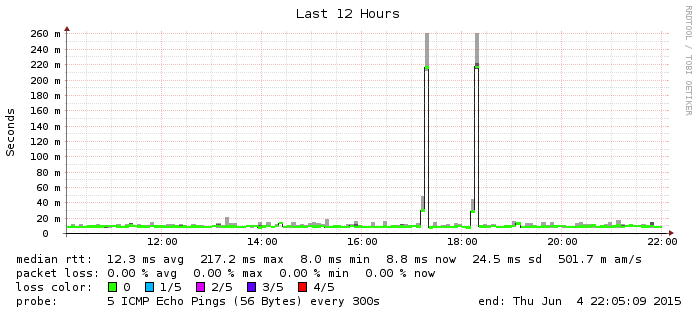 Last 12 Hours
RRDTOOL / TOBI OETIKER
Seconds
260 m
240 m
220 m
200 m
180 m
160 m
140 m
120 m
100 m
80 m
60 m
40 m
20 m
0
12:00 14:00 16:00 18:00 20:00 22:00
median rtt: 12.3 ms avg 217.2 ms max 8.0 ms min 8.8 ms now 24.5 ms sd 501.7 m am/s
packet loss: 0.00 % avg 0.00 % max 0.00 % min 0.00 % now
loss color: 0 1/5 2/5 3/5 4/5
probe: 5 ICMP Echo Pings (56 Bytes) every 300s end: Thu Jun 4 22:05:09 2015